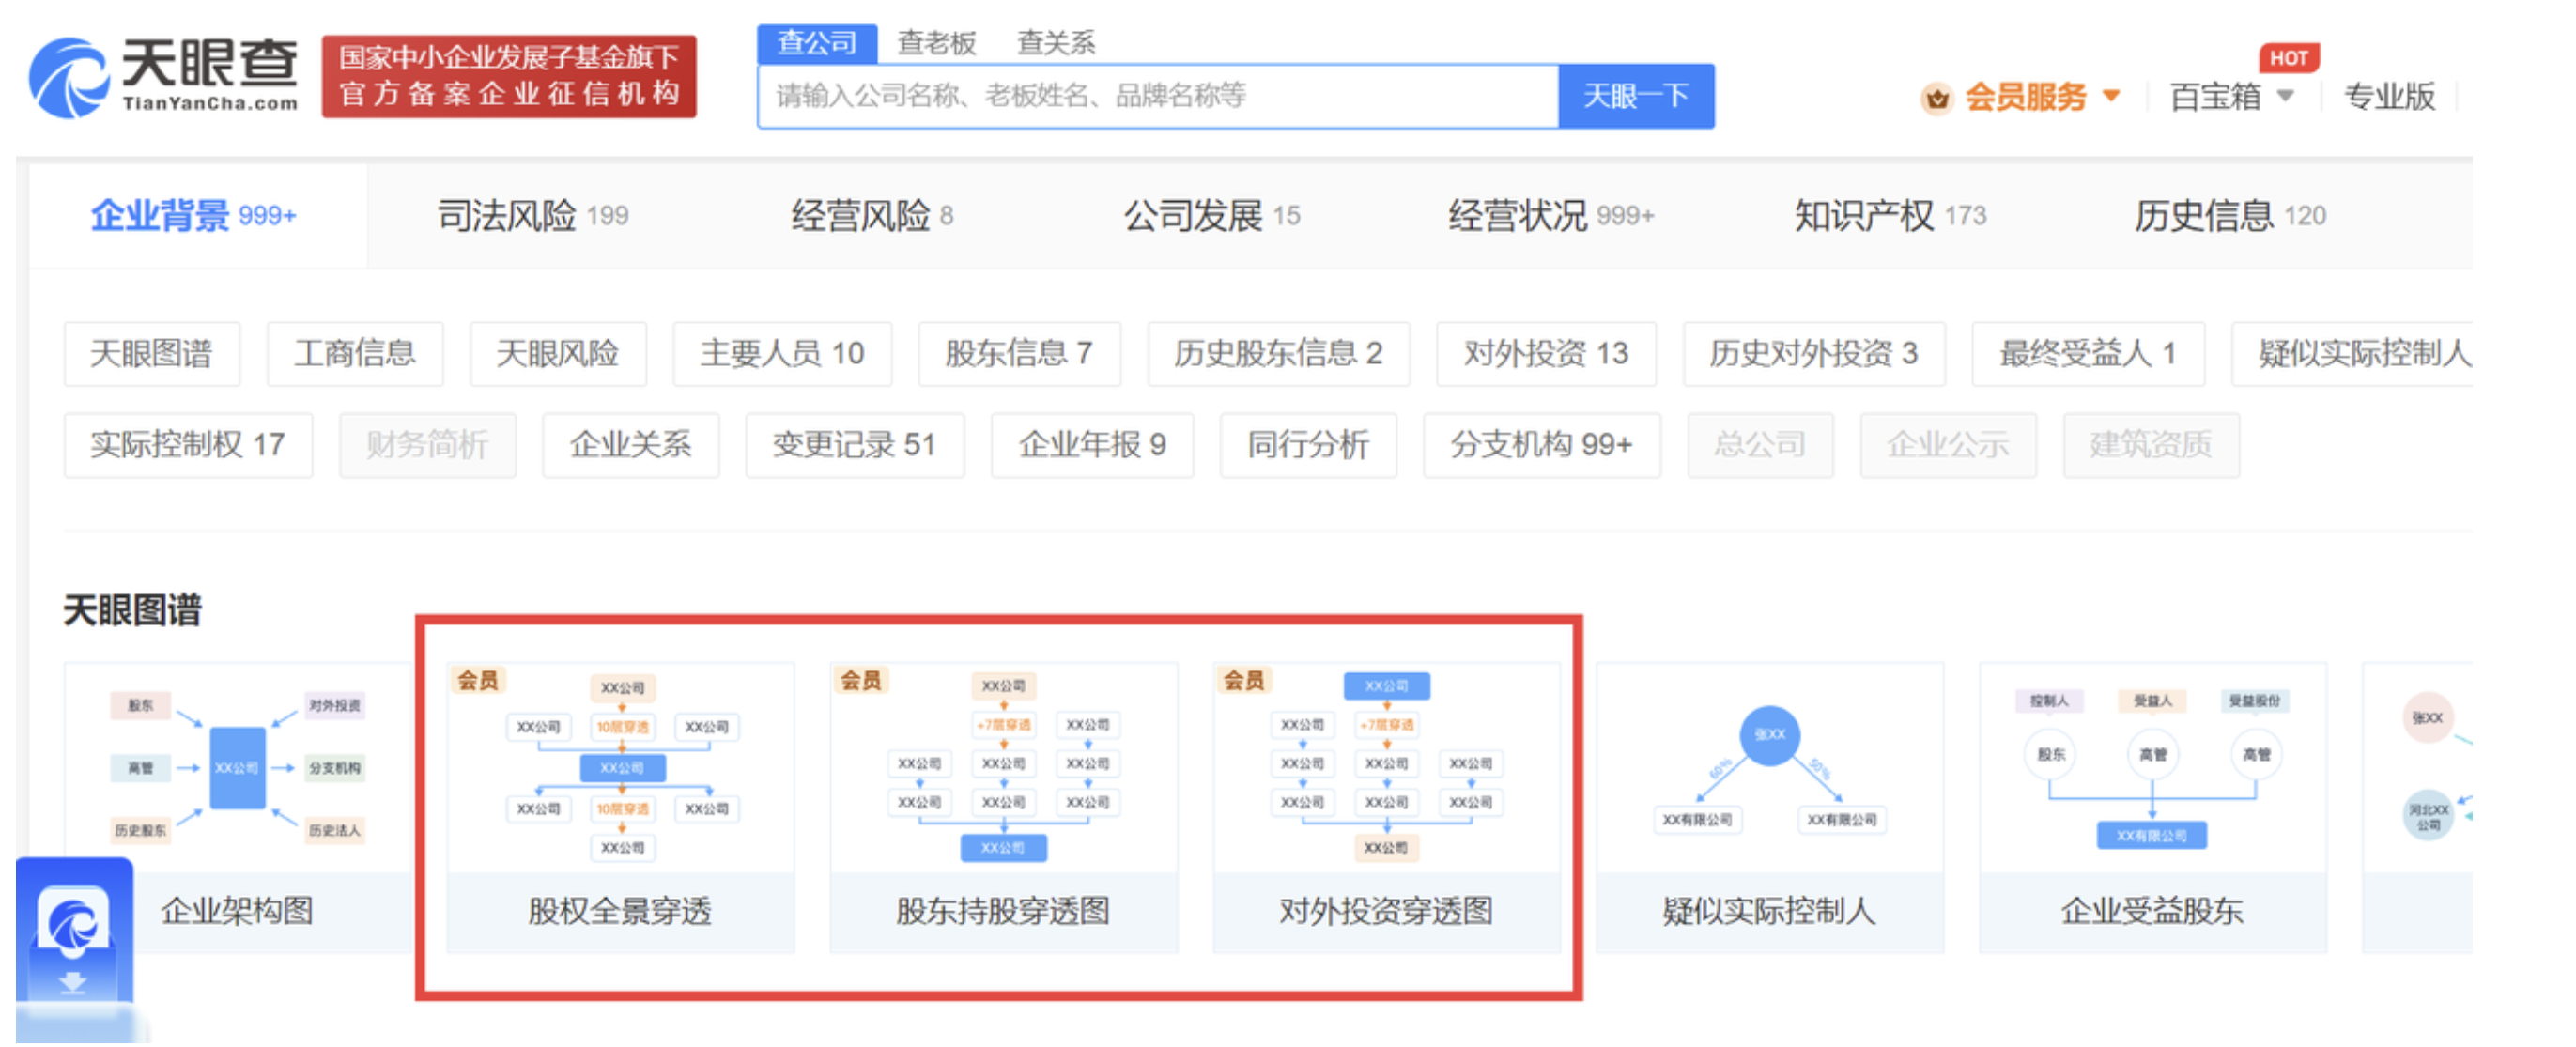 天眼查
TianYanCha.com
国家中小企业发展子基金旗下
官方备案企业征信机构
查公司 查老板 查关系
请输入公司名称、老板姓名、品牌名称等 天眼一下
HOT
会员服务 百宝箱 专业版
企业背景 999+ 司法风险 199 经营风险 8 公司发展 15 经营状况 999+ 知识产权 173 历史信息 120
天眼图谱 工商信息 天眼风险 主要人员 10 股东信息 7 历史股东信息 2 对外投资 13 历史对外投资 3 最终受益人 1 疑似实际控制人
实际控制权 17 财务简析 企业关系 变更记录 51 企业年报 9 同行分析 分支机构 99+ 总公司 企业公示 建筑资质
天眼图谱
股东 对外投资
高管 XX公司 分支机构
历史股东 历史法人
企业架构图
会员
XX公司
XX公司 10层穿透 XX公司
XX公司
XX公司 10层穿透 XX公司
XX公司
股权全景穿透
会员
XX公司
+7层穿透 XX公司
XX公司 XX公司 XX公司
XX公司 XX公司 XX公司
XX公司
股东持股穿透图
会员
XX公司
XX公司 +7层穿透
XX公司 XX公司 XX公司
XX公司 XX公司 XX公司
XX公司
对外投资穿透图
张XX
60% 50%
XX有限公司 XX有限公司
疑似实际控制人
控制人 受益人 受益股份
股东 高管 高管
XX有限公司
企业受益股东
张XX
河北XX
公司